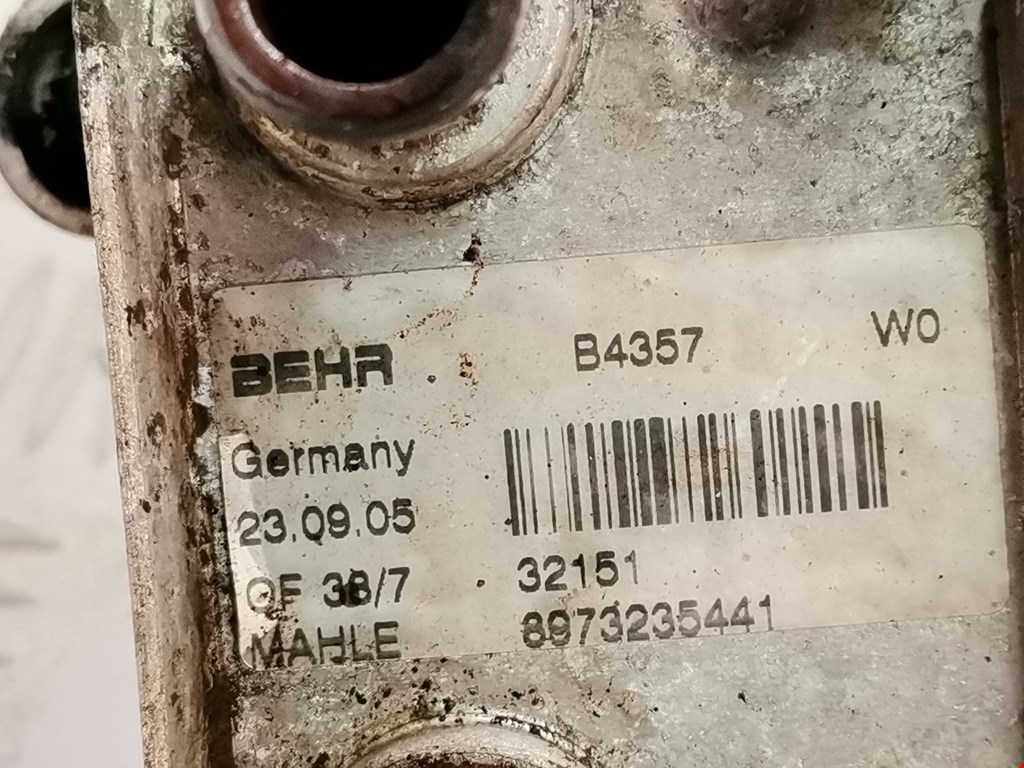 BEHR B4357 W0
Germany
23.09.05
OF 38/7 32151
MAHLE 8973235441